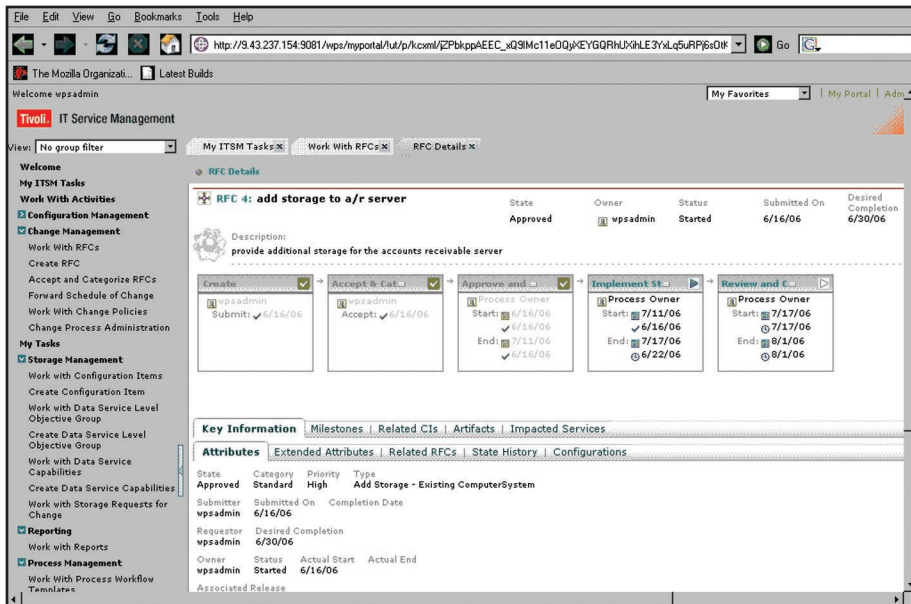 File Edit View Go Bookmarks Tools Help
http://9.43.237.154:9081/wps/myportal/!ut/p/kcxml/ Go
The Mozilla Organizati... Latest Builds
Welcome wpsadmin My Favorites My Portal | Adm
Tivoli. IT Service Management
View: No group filter
My ITSM Tasks Work With RFCs RFC Details
Welcome
My ITSM Tasks
Work With Activities
Configuration Management
Change Management
Work With RFCs
Create RFC
Accept and Categorize RFCs
Forward Schedule of Change
Work With Change Policies
Change Process Administration
My Tasks
Storage Management
Work with Configuration Items
Create Configuration Item
Work with Data Service Level
Objective Group
Create Data Service Level
Objective Group
Work with Data Service
Capabilities
Create Data Service Capabilities
Work with Storage Requests for
Change
Reporting
Work with Reports
Process Management
Work With Process Workflow
Templates
RFC Details
RFC 4: add storage to a/r server
State Owner Status Submitted On Desired Completion
Approved wpsadmin Started 6/16/06 6/30/06
Description:
provide additional storage for the accounts receivable server
Create
wpsadmin
Submit: 6/16/06
Accept & Cat
wpsadmin
Accept: 6/16/06
Approve and
Process Owner
Start: 6/16/06
6/16/06
End: 7/11/06
6/16/06
Implement St
Process Owner
Start: 7/11/06
6/16/06
End: 7/17/06
6/22/06
Review and C
Process Owner
Start: 7/17/06
7/17/06
End: 8/1/06
8/1/06
Key Information Milestones | Related CIs | Artifacts | Impacted Services
Attributes Extended Attributes | Related RFCs | State History | Configurations
State Category Priority Type
Approved Standard High Add Storage - Existing ComputerSystem
Submitter Submitted On Completion Date
wpsadmin 6/16/06
Requestor Desired Completion
wpsadmin 6/30/06
Owner Status Actual Start Actual End
wpsadmin Started 6/16/06
Associated Release